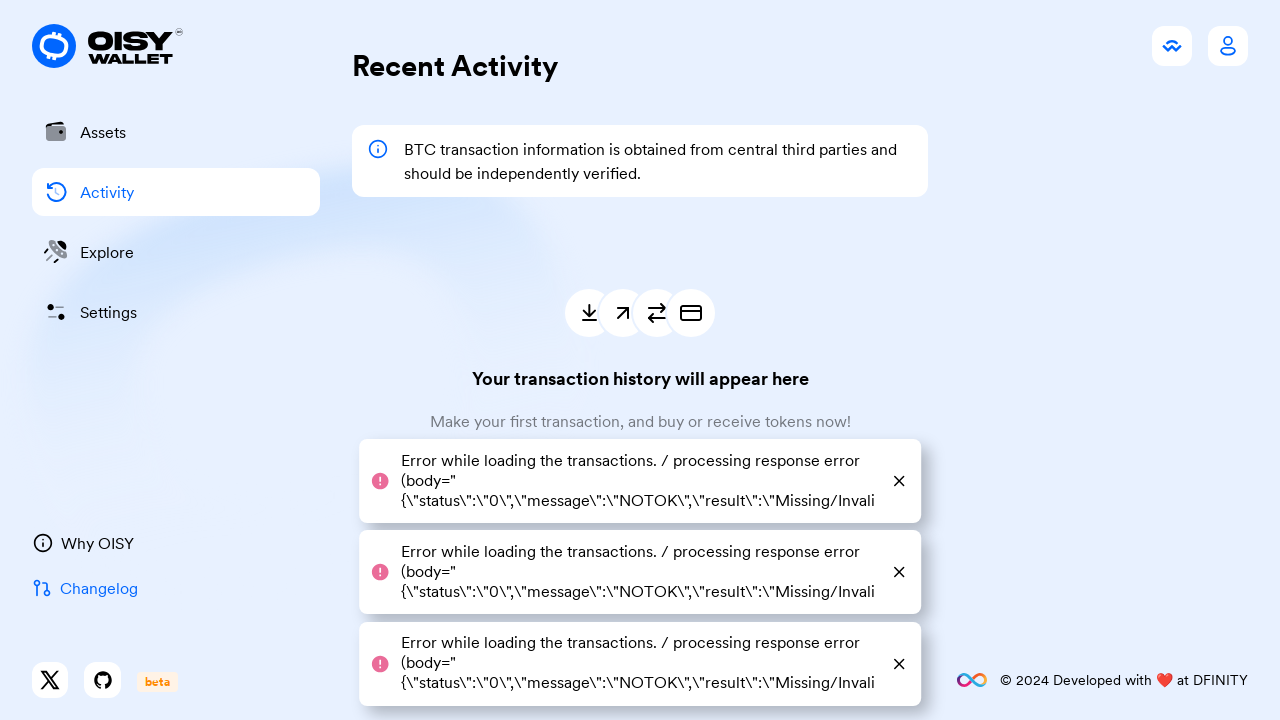 OISY
WALLET
Recent Activity
Assets
BTC transaction information is obtained from central third parties and
should be independently verified.
Activity
Explore
Settings
Your transaction history will appear here
Make your first transaction, and buy or receive tokens now!
Error while loading the transactions. / processing response error
(body="
{\"status\":\"0\",\"message\":\"NOTOK\",\"result\":\"Missing/Invali
Error while loading the transactions. / processing response error
(body="
{\"status\":\"0\",\"message\":\"NOTOK\",\"result\":\"Missing/Invali
Error while loading the transactions. / processing response error
(body="
{\"status\":\"0\",\"message\":\"NOTOK\",\"result\":\"Missing/Invali
Why OISY
Changelog
beta
© 2024 Developed with ❤️ at DFINITY